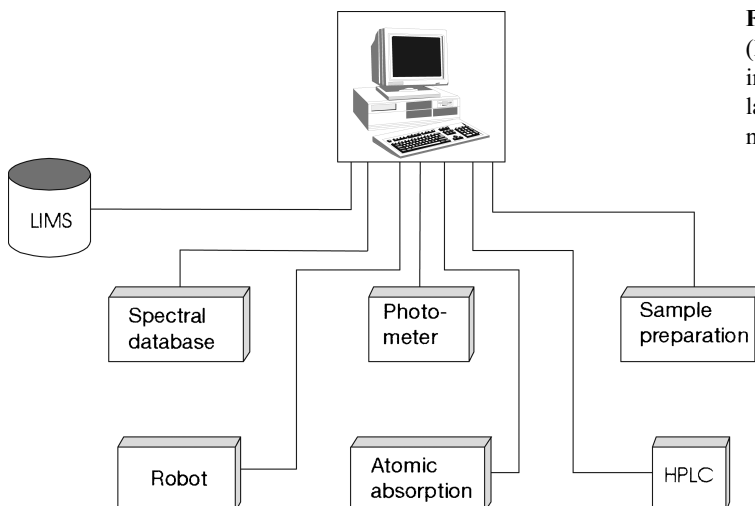 LIMS
Spectral
database
Photo-
meter
Sample
preparation
Robot
Atomic
absorption
HPLC